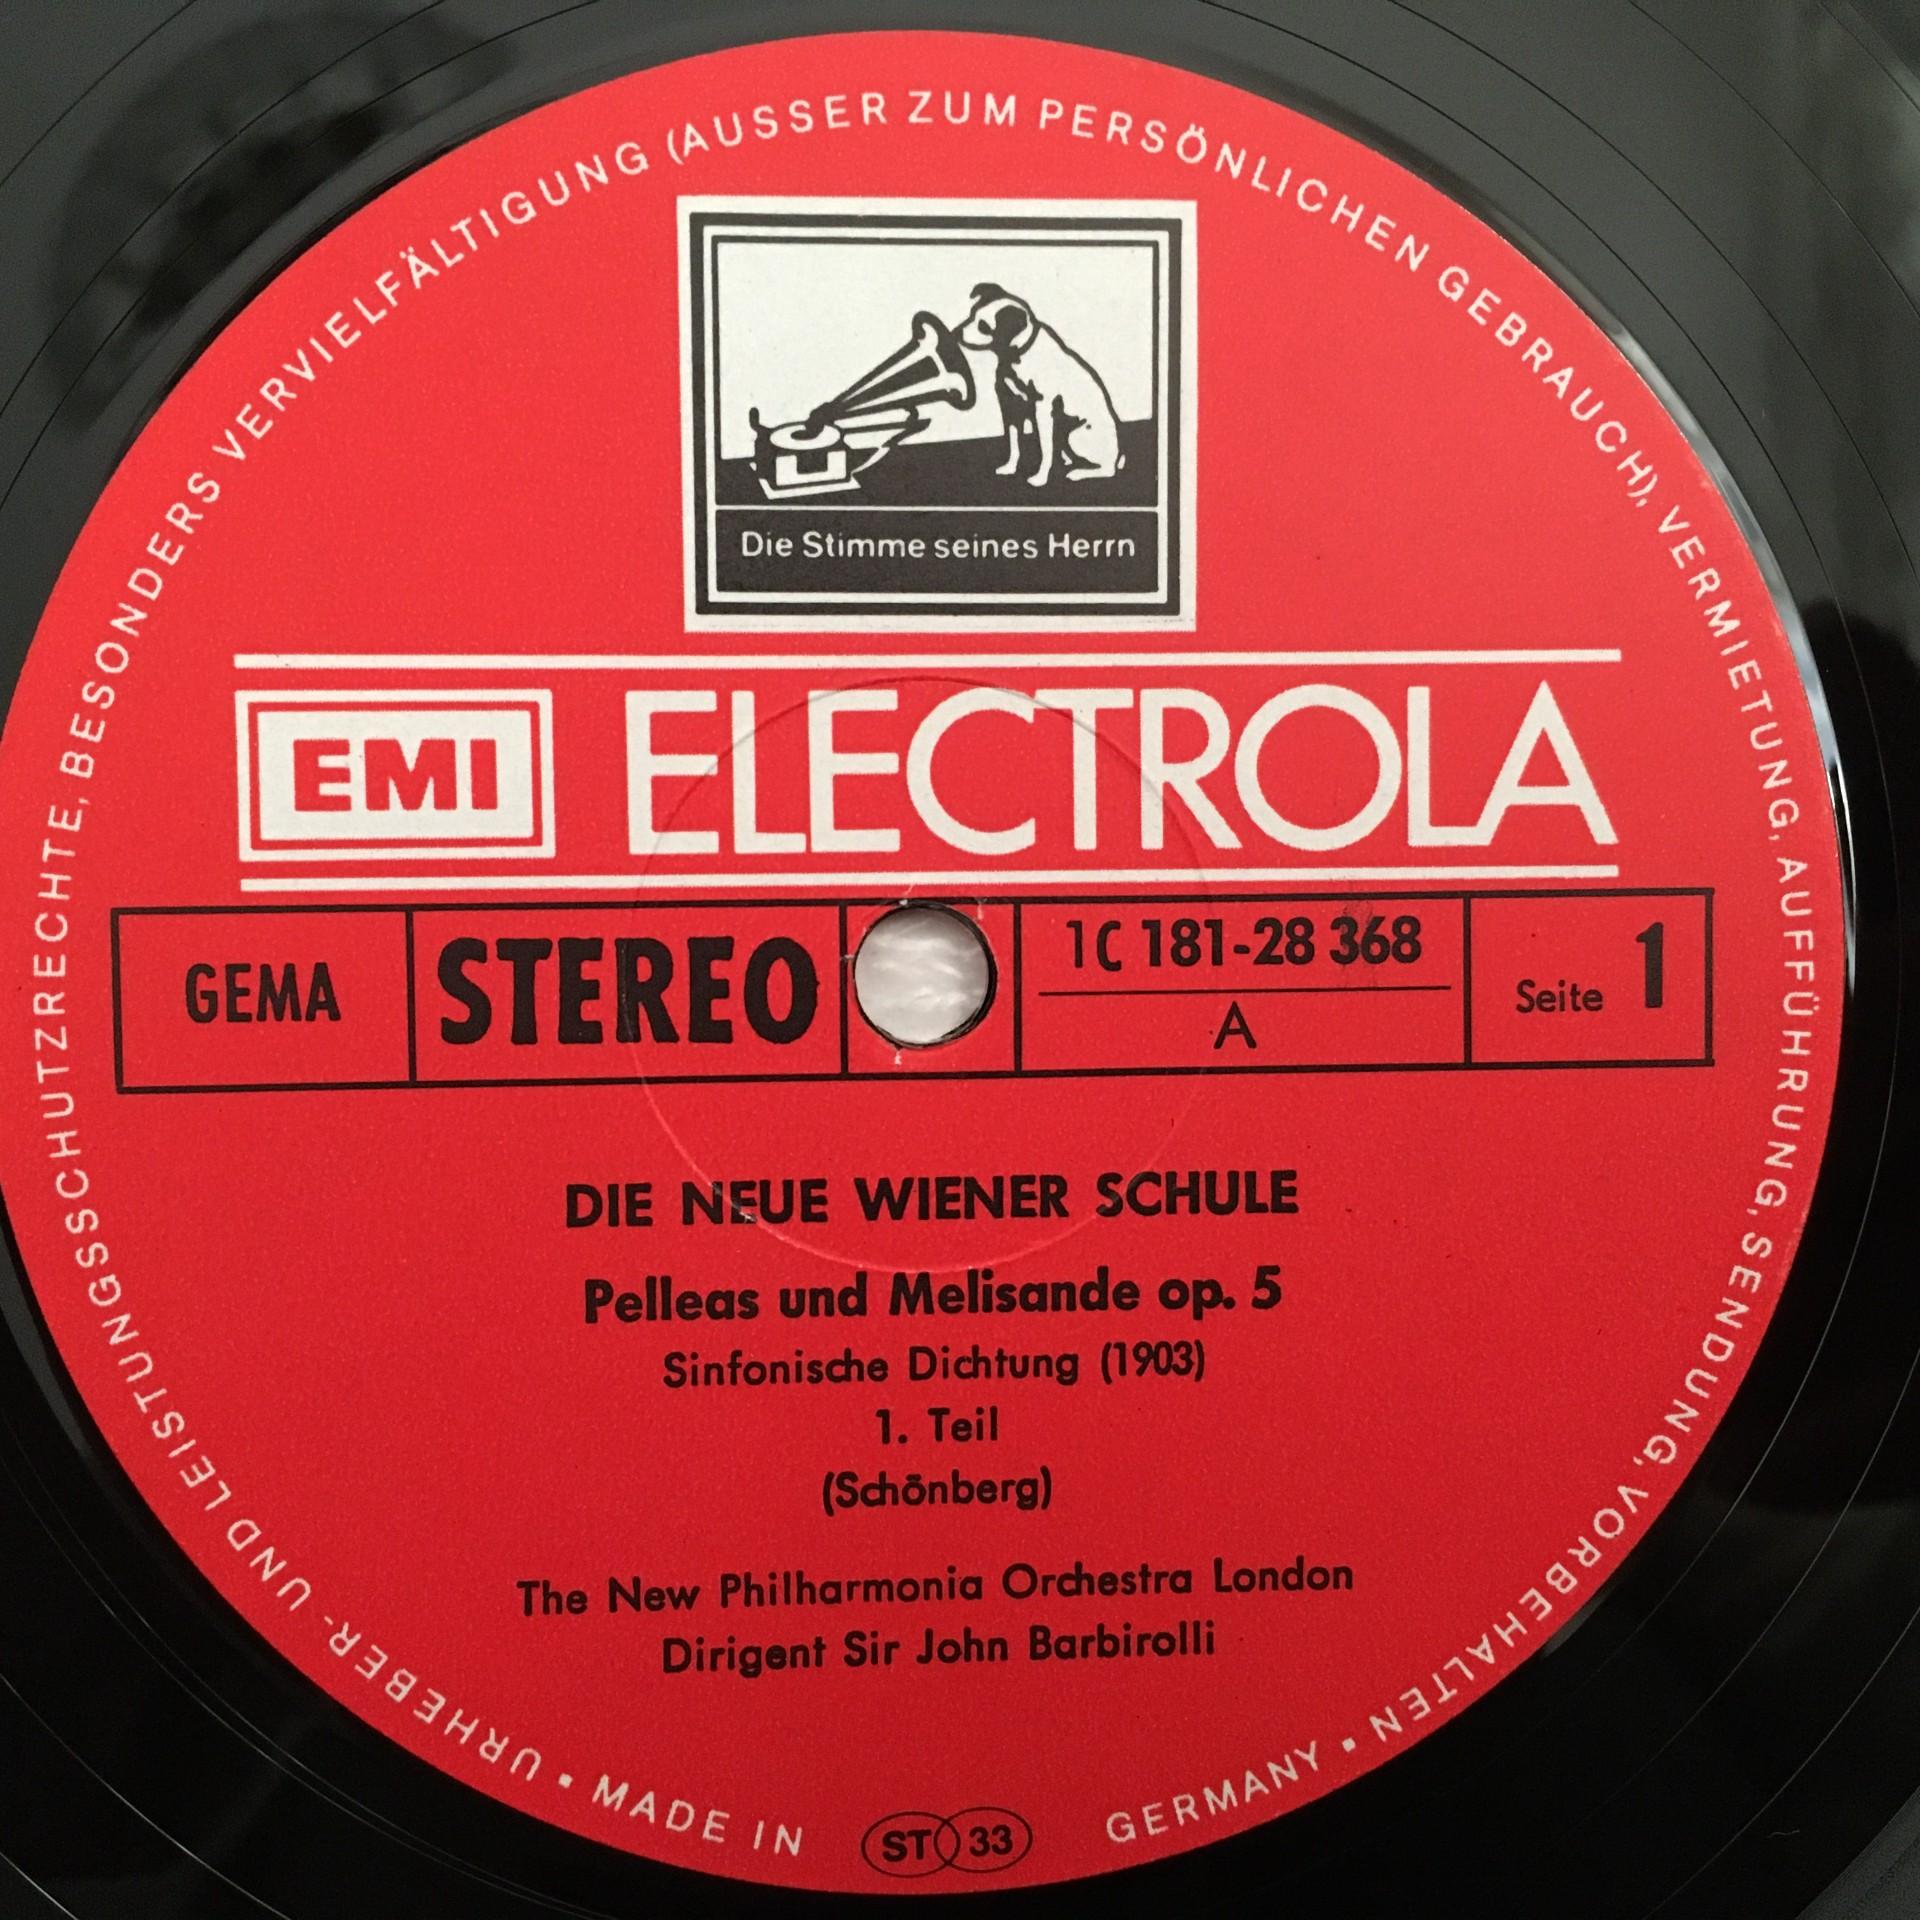 URHEBER- UND LEISTUNGSSCHUTZRECHTE, BESONDERS VERVIELFÄLTIGUNG (AUSSER ZUM PERSÖNLICHEN GEBRAUCH), VERMIETUNG, AUFFÜHRUNG, SENDUNG, VORBEHALTEN •
Die Stimme seines Herrn
EMI ELECTROLA
GEMA STEREO 1C 181-28 368 Seite 1
A
DIE NEUE WIENER SCHULE
Pelleas und Melisande op. 5
Sinfonische Dichtung (1903)
1. Teil
(Schönberg)
The New Philharmonia Orchestra London
Dirigent Sir John Barbirolli
• MADE IN GERMANY
ST 33